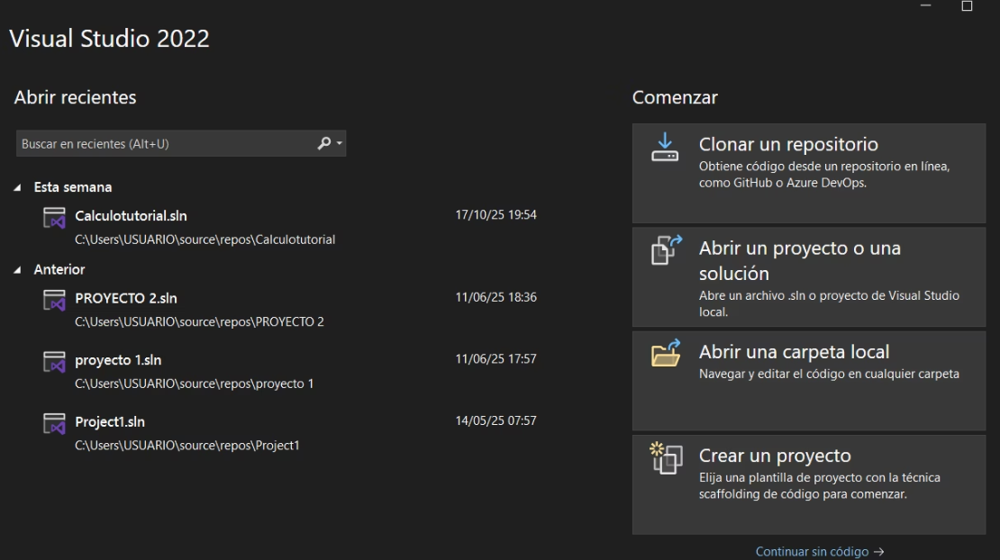 Visual Studio 2022
Abrir recientes
Buscar en recientes (Alt+U)
Esta semana
Calculotutorial.sln 17/10/25 19:54
C:\Users\USUARIO\source\repos\Calculotutorial
Anterior
PROYECTO 2.sln 11/06/25 18:36
C:\Users\USUARIO\source\repos\PROYECTO 2
proyecto 1.sln 11/06/25 17:57
C:\Users\USUARIO\source\repos\proyecto 1
Project1.sln 14/05/25 07:57
C:\Users\USUARIO\source\repos\Project1
Comenzar
Clonar un repositorio
Obtiene código desde un repositorio en línea,
como GitHub o Azure DevOps.
Abrir un proyecto o una
solución
Abre un archivo .sln o proyecto de Visual Studio
local.
Abrir una carpeta local
Navegar y editar el código en cualquier carpeta
Crear un proyecto
Elija una plantilla de proyecto con la técnica
scaffolding de código para comenzar.
Continuar sin código →